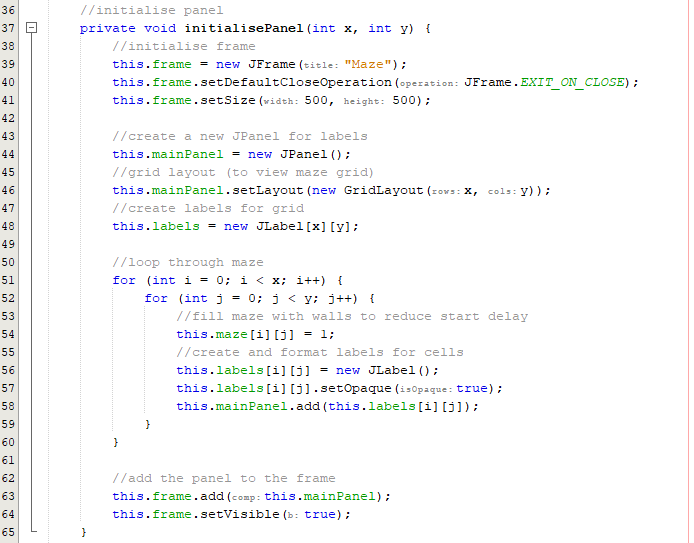 36 //initialise panel
37 private void initialisePanel(int x, int y) {
38 //initialise frame
39 this.frame = new JFrame(title: "Maze");
40 this.frame.setDefaultCloseOperation(operation: JFrame.EXIT_ON_CLOSE);
41 this.frame.setSize(width: 500, height: 500);
42
43 //create a new JPanel for labels
44 this.mainPanel = new JPanel();
45 //grid layout (to view maze grid)
46 this.mainPanel.setLayout(new GridLayout(rows: x, cols: y));
47 //create labels for grid
48 this.labels = new JLabel[x][y];
49
50 //loop through maze
51 for (int i = 0; i < x; i++) {
52 for (int j = 0; j < y; j++) {
53 //fill maze with walls to reduce start delay
54 this.maze[i][j] = 1;
55 //create and format labels for cells
56 this.labels[i][j] = new JLabel();
57 this.labels[i][j].setOpaque(isOpaque: true);
58 this.mainPanel.add(this.labels[i][j]);
59 }
60 }
61
62 //add the panel to the frame
63 this.frame.add(comp: this.mainPanel);
64 this.frame.setVisible(b: true);
65 }